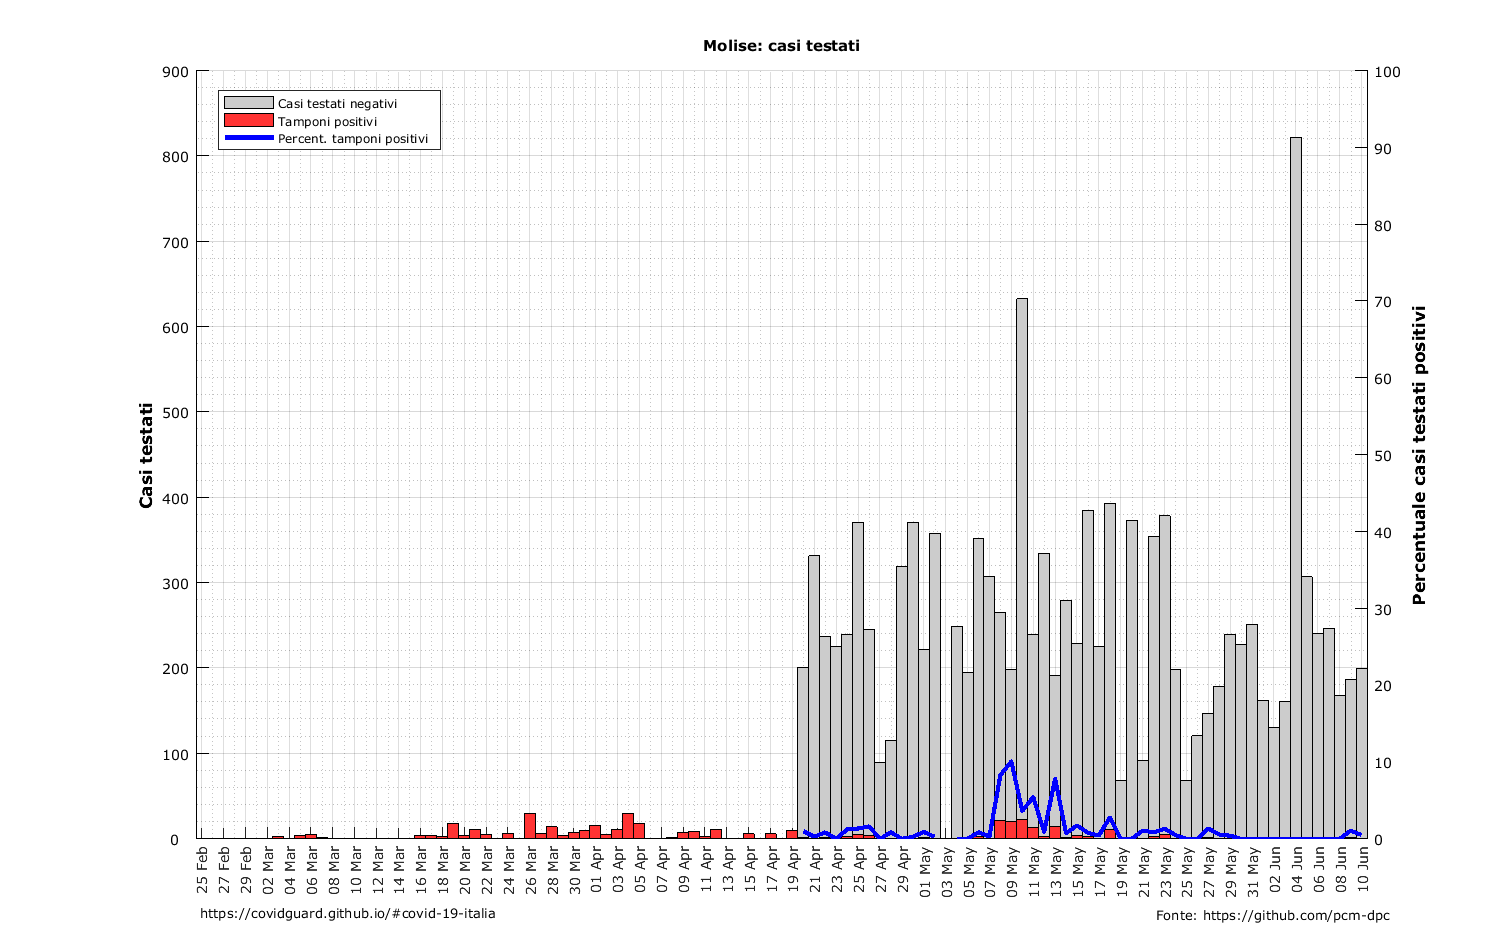 Molise: casi testati
Casi testati negativi
Tamponi positivi
Percent. tamponi positivi
Casi testati
900
800
700
600
500
400
300
200
100
0
100
90
80
70
60
50
40
30
20
10
0
Percentuale casi testati positivi
25 Feb
27 Feb
29 Feb
02 Mar
04 Mar
06 Mar
08 Mar
10 Mar
12 Mar
14 Mar
16 Mar
18 Mar
20 Mar
22 Mar
24 Mar
26 Mar
28 Mar
30 Mar
01 Apr
03 Apr
05 Apr
07 Apr
09 Apr
11 Apr
13 Apr
15 Apr
17 Apr
19 Apr
21 Apr
23 Apr
25 Apr
27 Apr
29 Apr
01 May
03 May
05 May
07 May
09 May
11 May
13 May
15 May
17 May
19 May
21 May
23 May
25 May
27 May
29 May
31 May
02 Jun
04 Jun
06 Jun
08 Jun
10 Jun
https://covidguard.github.io/#covid-19-italia
Fonte: https://github.com/pcm-dpc